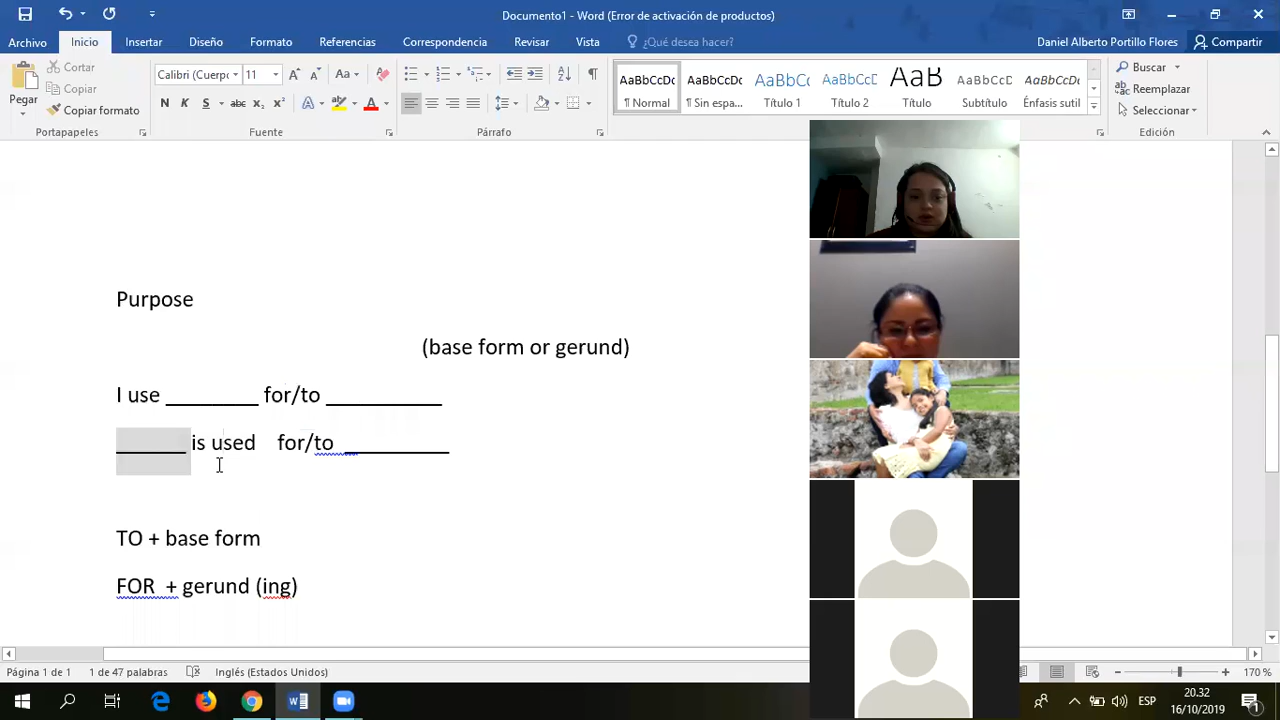 Documento1 - Word (Error de activación de productos)
Archivo Inicio Insertar Diseño Formato Referencias Correspondencia Revisar Vista ¿Qué desea hacer? Daniel Alberto Portillo Flores Compartir
Pegar
Cortar
Copiar
Copiar formato
Calibri (Cuerpo 11
N K S abc x₂ x²
AaBbCcDc AaBbCcDc AaBbCc AaBbCcD AaB AaBbCcD AaBbCcDc
¶ Normal ¶ Sin espa... Título 1 Título 2 Título Subtítulo Énfasis sutil
Buscar
Reemplazar
Seleccionar
Portapapeles Fuente Párrafo Edición
Purpose
(base form or gerund)
I use ________ for/to __________
______ is used for/to _________
TO + base form
FOR + gerund (ing)
Página 1 de 1 1 de 47 palabras Inglés (Estados Unidos) 170 %
ESP 20.32
16/10/2019